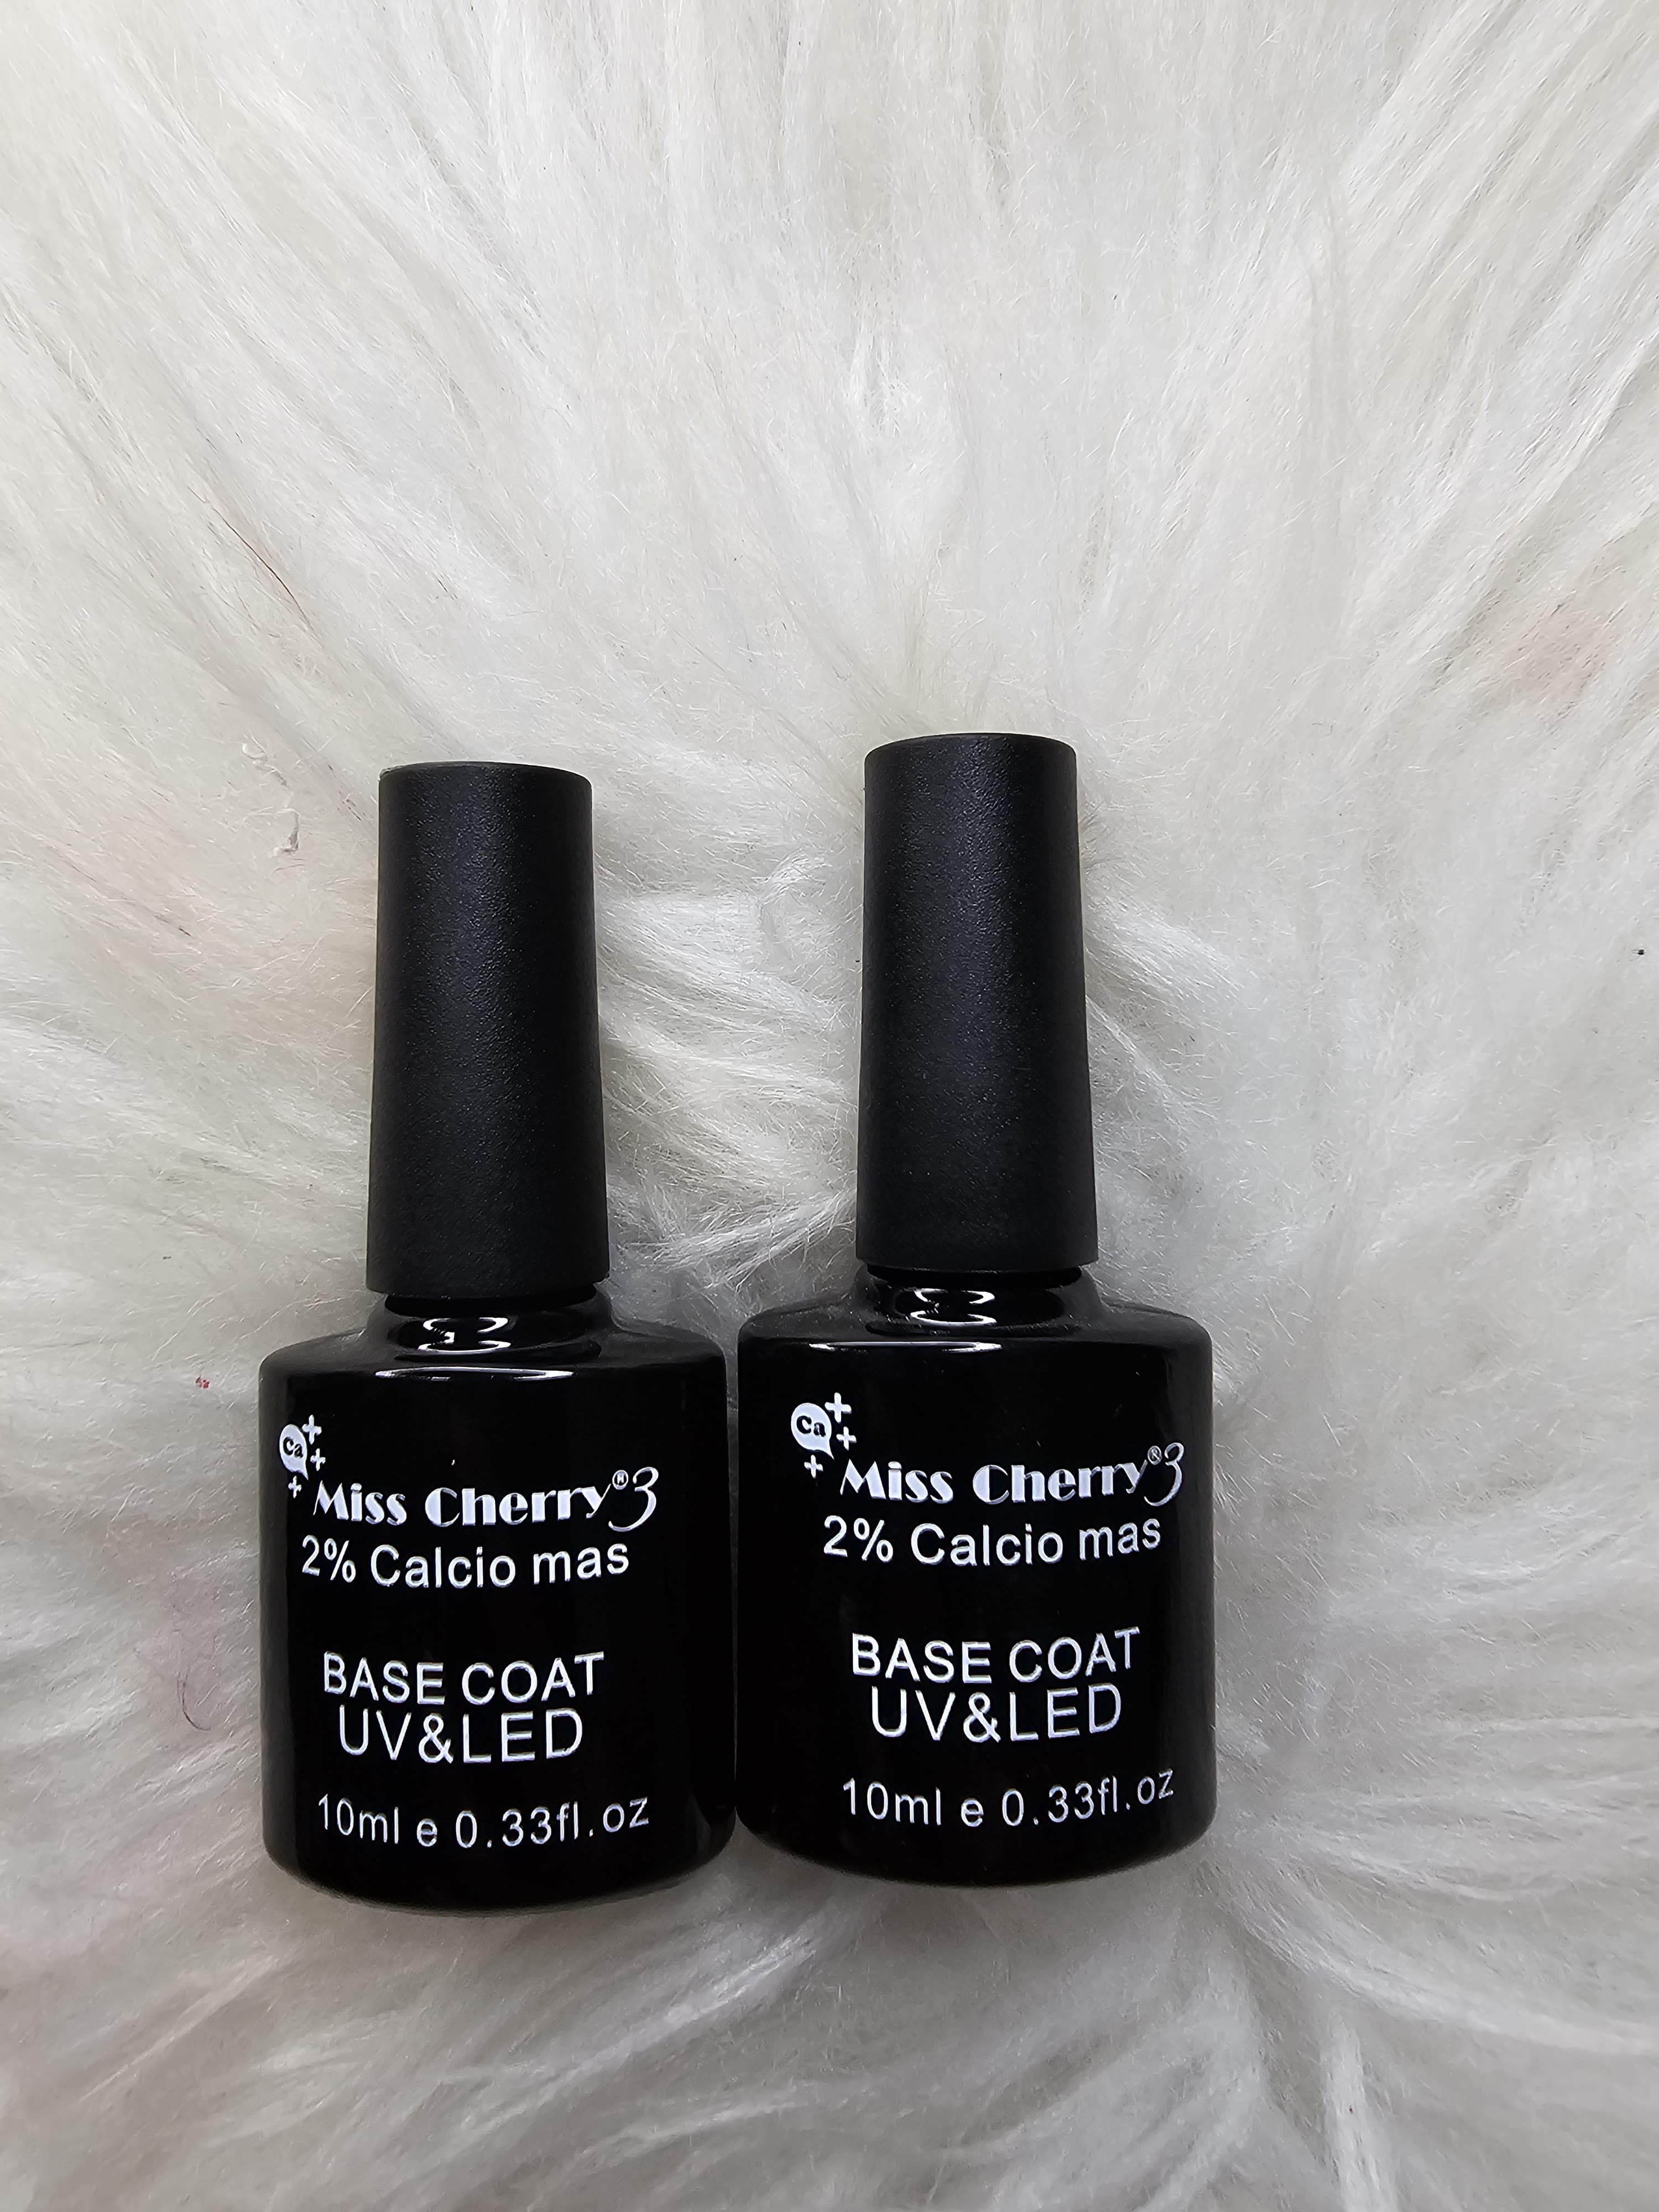 Ca
Miss Cherry®3
2% Calcio mas
BASE COAT
UV&LED
10ml e 0.33fl.oz
Ca
Miss Cherry®3
2% Calcio mas
BASE COAT
UV&LED
10ml e 0.33fl.oz